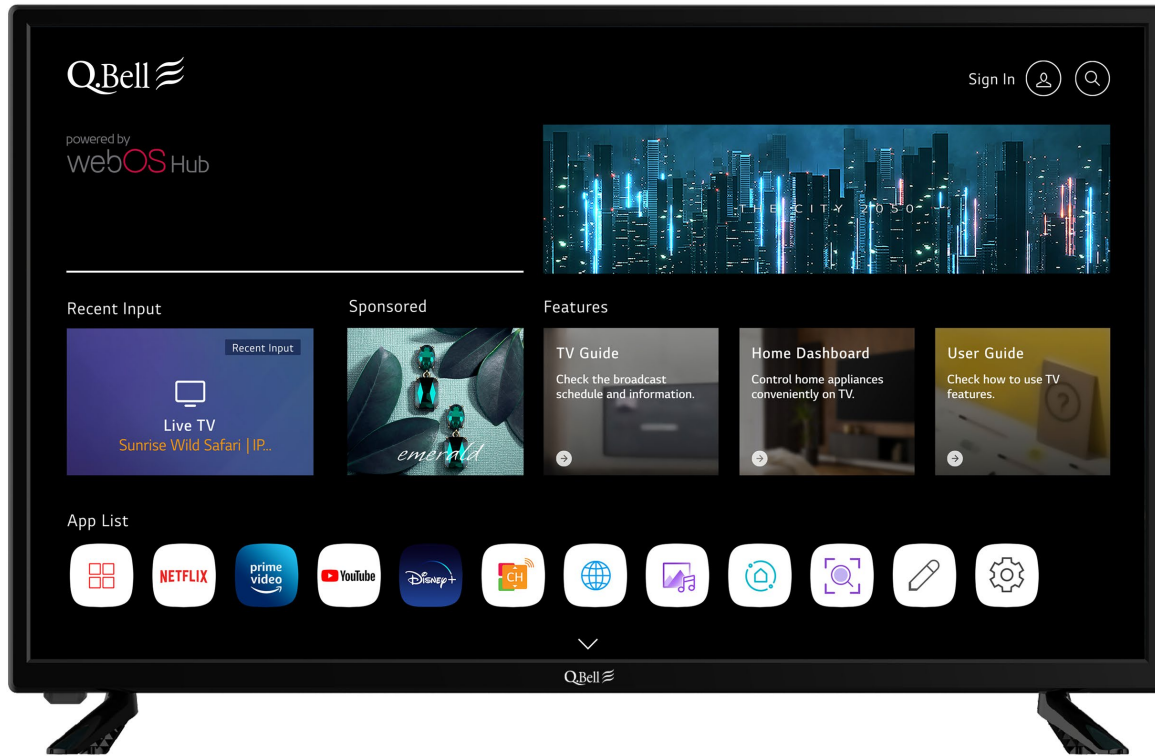 Q.Bell
Sign In
powered by
webOS Hub
THE CITY 2050
Recent Input
Sponsored
Features
Recent Input
Live TV
Sunrise Wild Safari | IP...
emerald
TV Guide
Check the broadcast
schedule and information.
Home Dashboard
Control home appliances
conveniently on TV.
User Guide
Check how to use TV
features.
?
App List
NETFLIX
prime
video
YouTube
Disney+
CH
Q.Bell